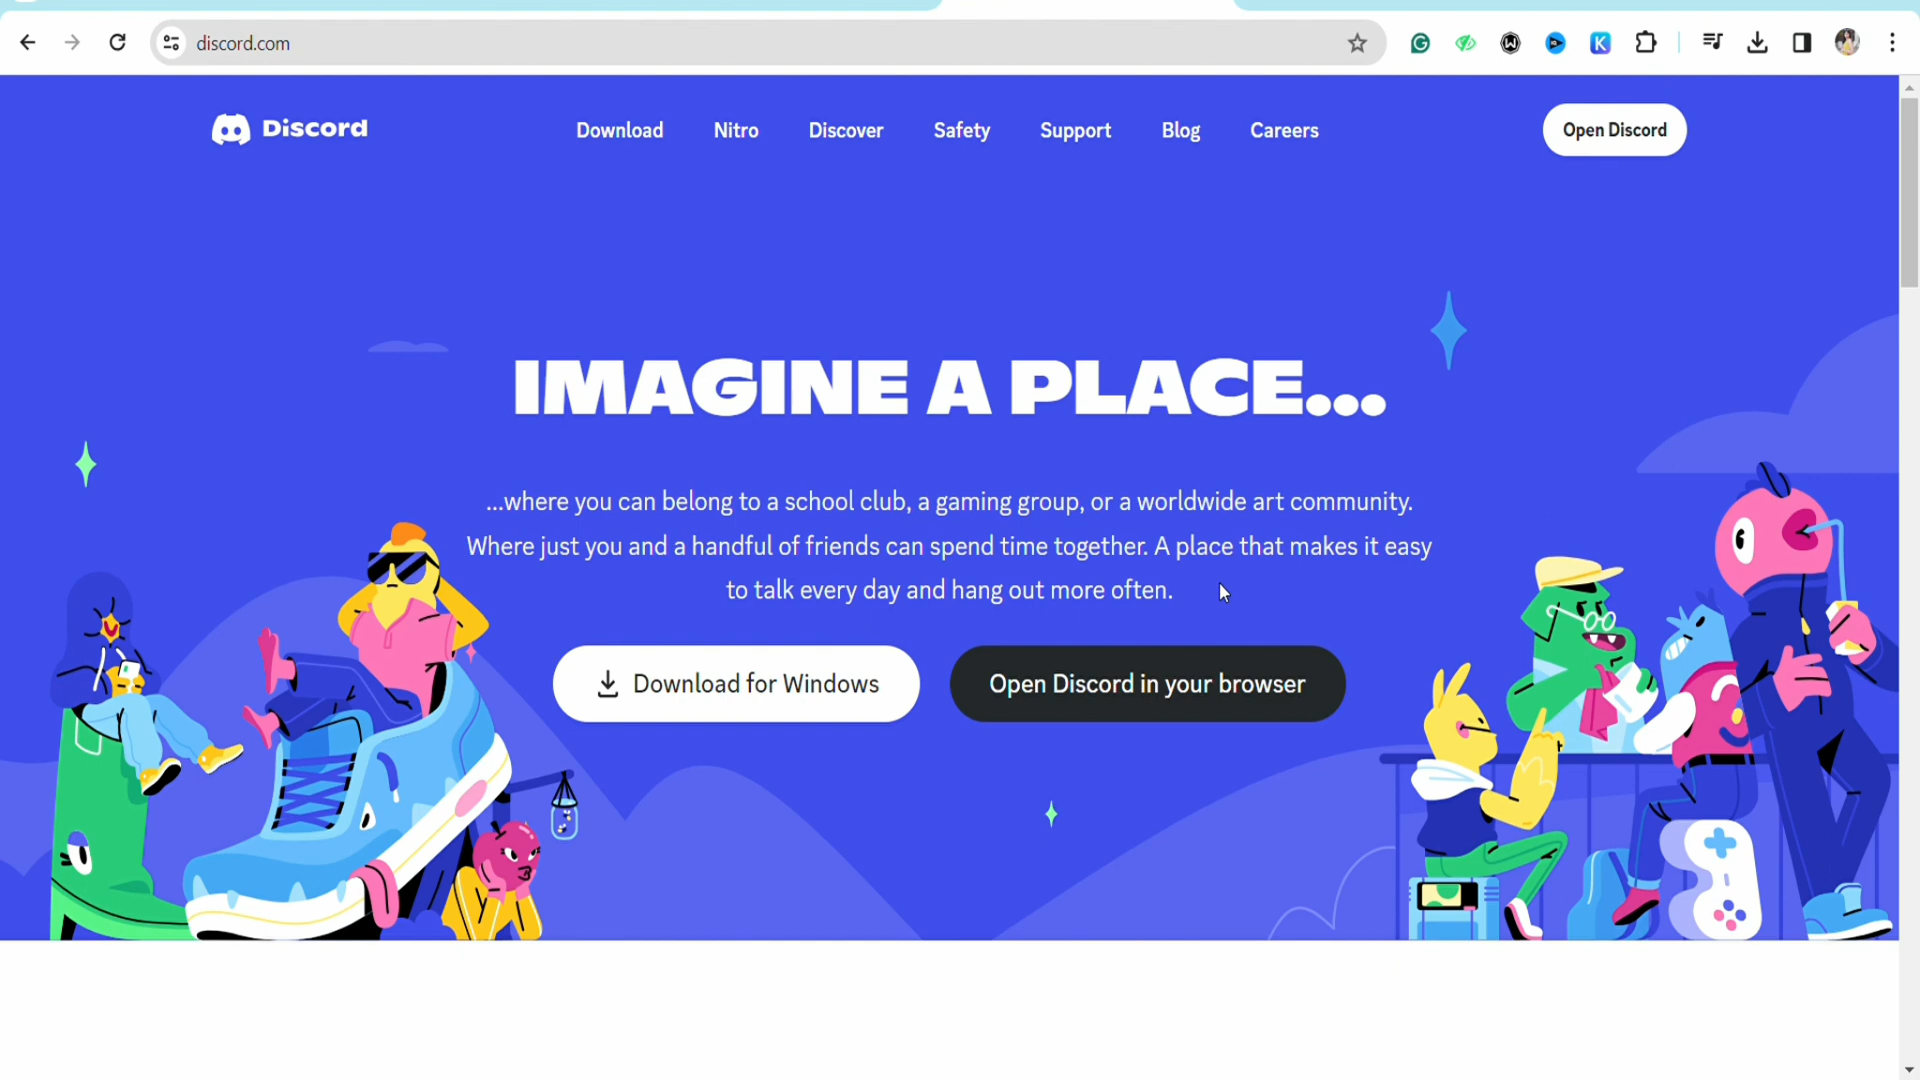 discord.com
Discord
Download Nitro Discover Safety Support Blog Careers
Open Discord
IMAGINE A PLACE...
...where you can belong to a school club, a gaming group, or a worldwide art community.
Where just you and a handful of friends can spend time together. A place that makes it easy
to talk every day and hang out more often.
Download for Windows
Open Discord in your browser